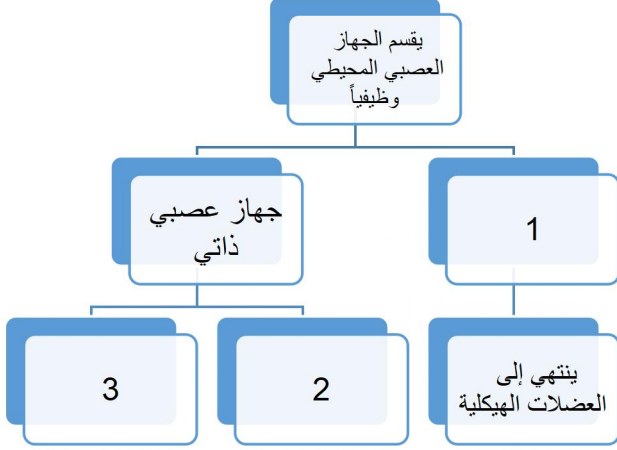 يقسم الجهاز
العصبي المحيطي
وظيفياً
1
جهاز عصبي
ذاتي
ينتهي إلى
العضلات الهيكلية
2
3